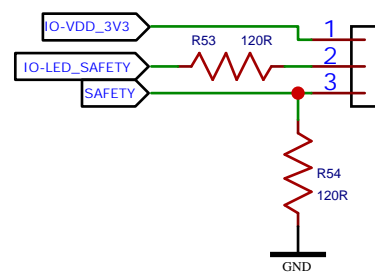 IO-VDD_3V3
1
R53 120R
IO-LED_SAFETY
2
SAFETY
3
R54
120R
GND